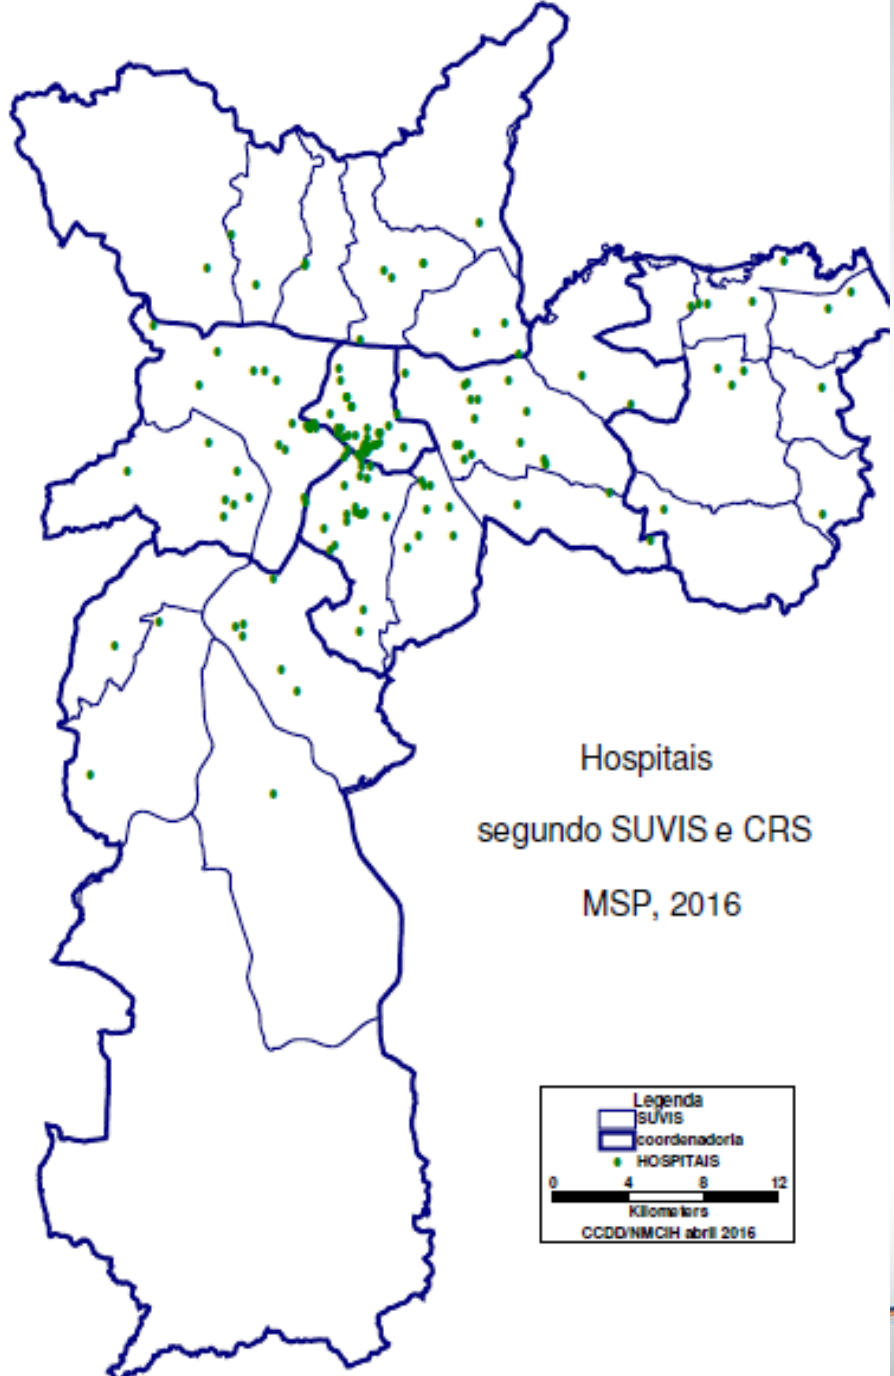 Hospitais
segundo SUVIS e CRS
MSP, 2016
Legenda
SUVIS
coordenadoria
HOSPITAIS
0 4 8 12
Kilometers
CCDD/NMCIH abril 2016